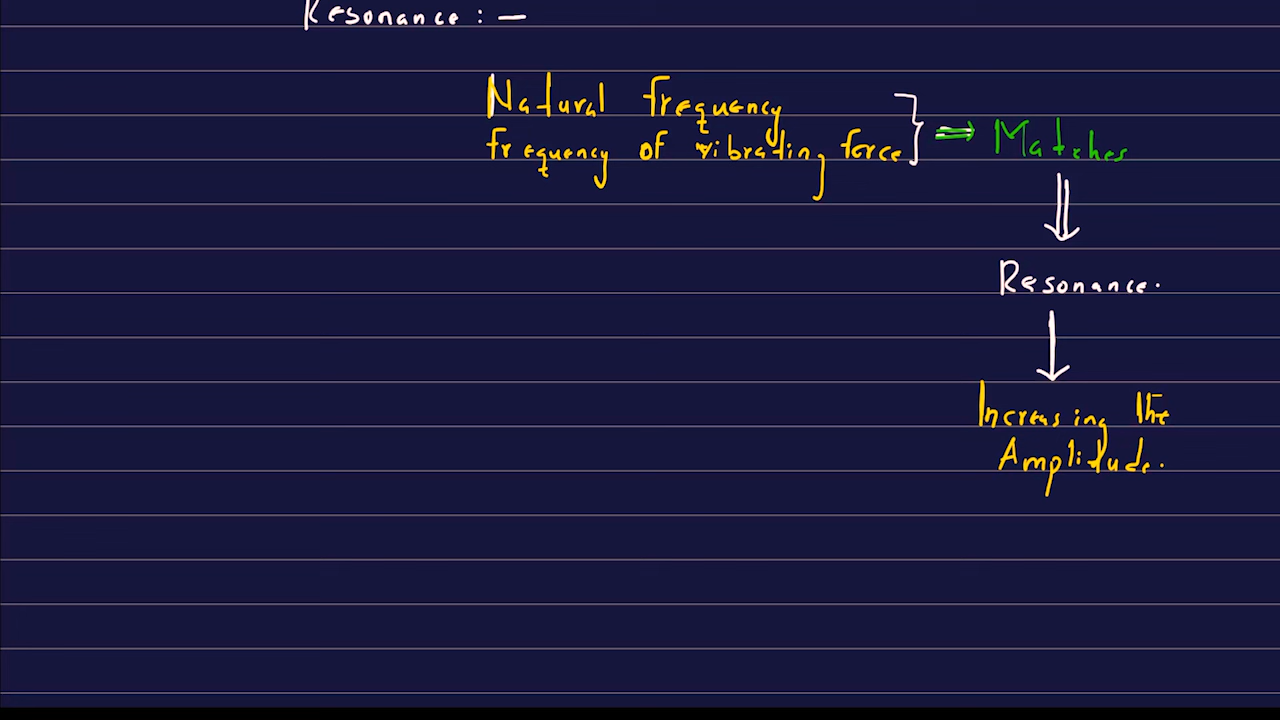 Resonance : —
Natural frequency
frequency of vibrating force } ⇒ Matches
Resonance.
Increasing the
Amplitude.